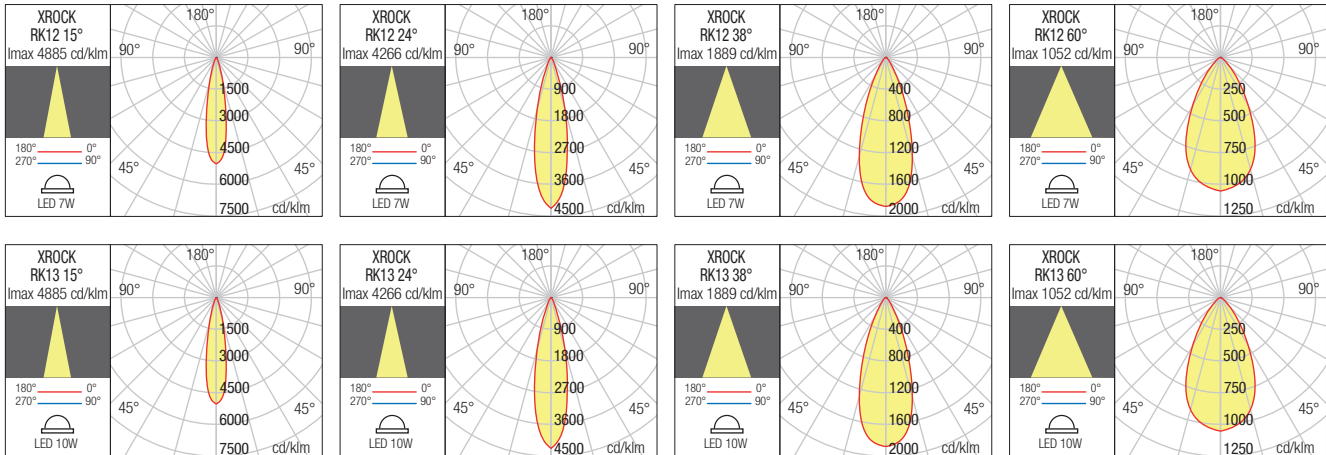 XROCK
RK12 15°
Imax 4885 cd/klm
180° 0°
270° 90°
LED 7W
180°
90° 90°
1500
3000
4500
45° 45°
6000
7500 cd/klm
XROCK
RK12 24°
Imax 4266 cd/klm
180° 0°
270° 90°
LED 7W
180°
90° 90°
900
1800
2700
45° 45°
3600
4500 cd/klm
XROCK
RK12 38°
Imax 1889 cd/klm
180° 0°
270° 90°
LED 7W
180°
90° 90°
400
800
1200
45° 45°
1600
2000 cd/klm
XROCK
RK12 60°
Imax 1052 cd/klm
180° 0°
270° 90°
LED 7W
180°
90° 90°
250
500
750
45° 45°
1000
1250 cd/klm
XROCK
RK13 15°
Imax 4885 cd/klm
180° 0°
270° 90°
LED 10W
180°
90° 90°
1500
3000
4500
45° 45°
6000
7500 cd/klm
XROCK
RK13 24°
Imax 4266 cd/klm
180° 0°
270° 90°
LED 10W
180°
90° 90°
900
1800
2700
45° 45°
3600
4500 cd/klm
XROCK
RK13 38°
Imax 1889 cd/klm
180° 0°
270° 90°
LED 10W
180°
90° 90°
400
800
1200
45° 45°
1600
2000 cd/klm
XROCK
RK13 60°
Imax 1052 cd/klm
180° 0°
270° 90°
LED 10W
180°
90° 90°
250
500
750
45° 45°
1000
1250 cd/klm